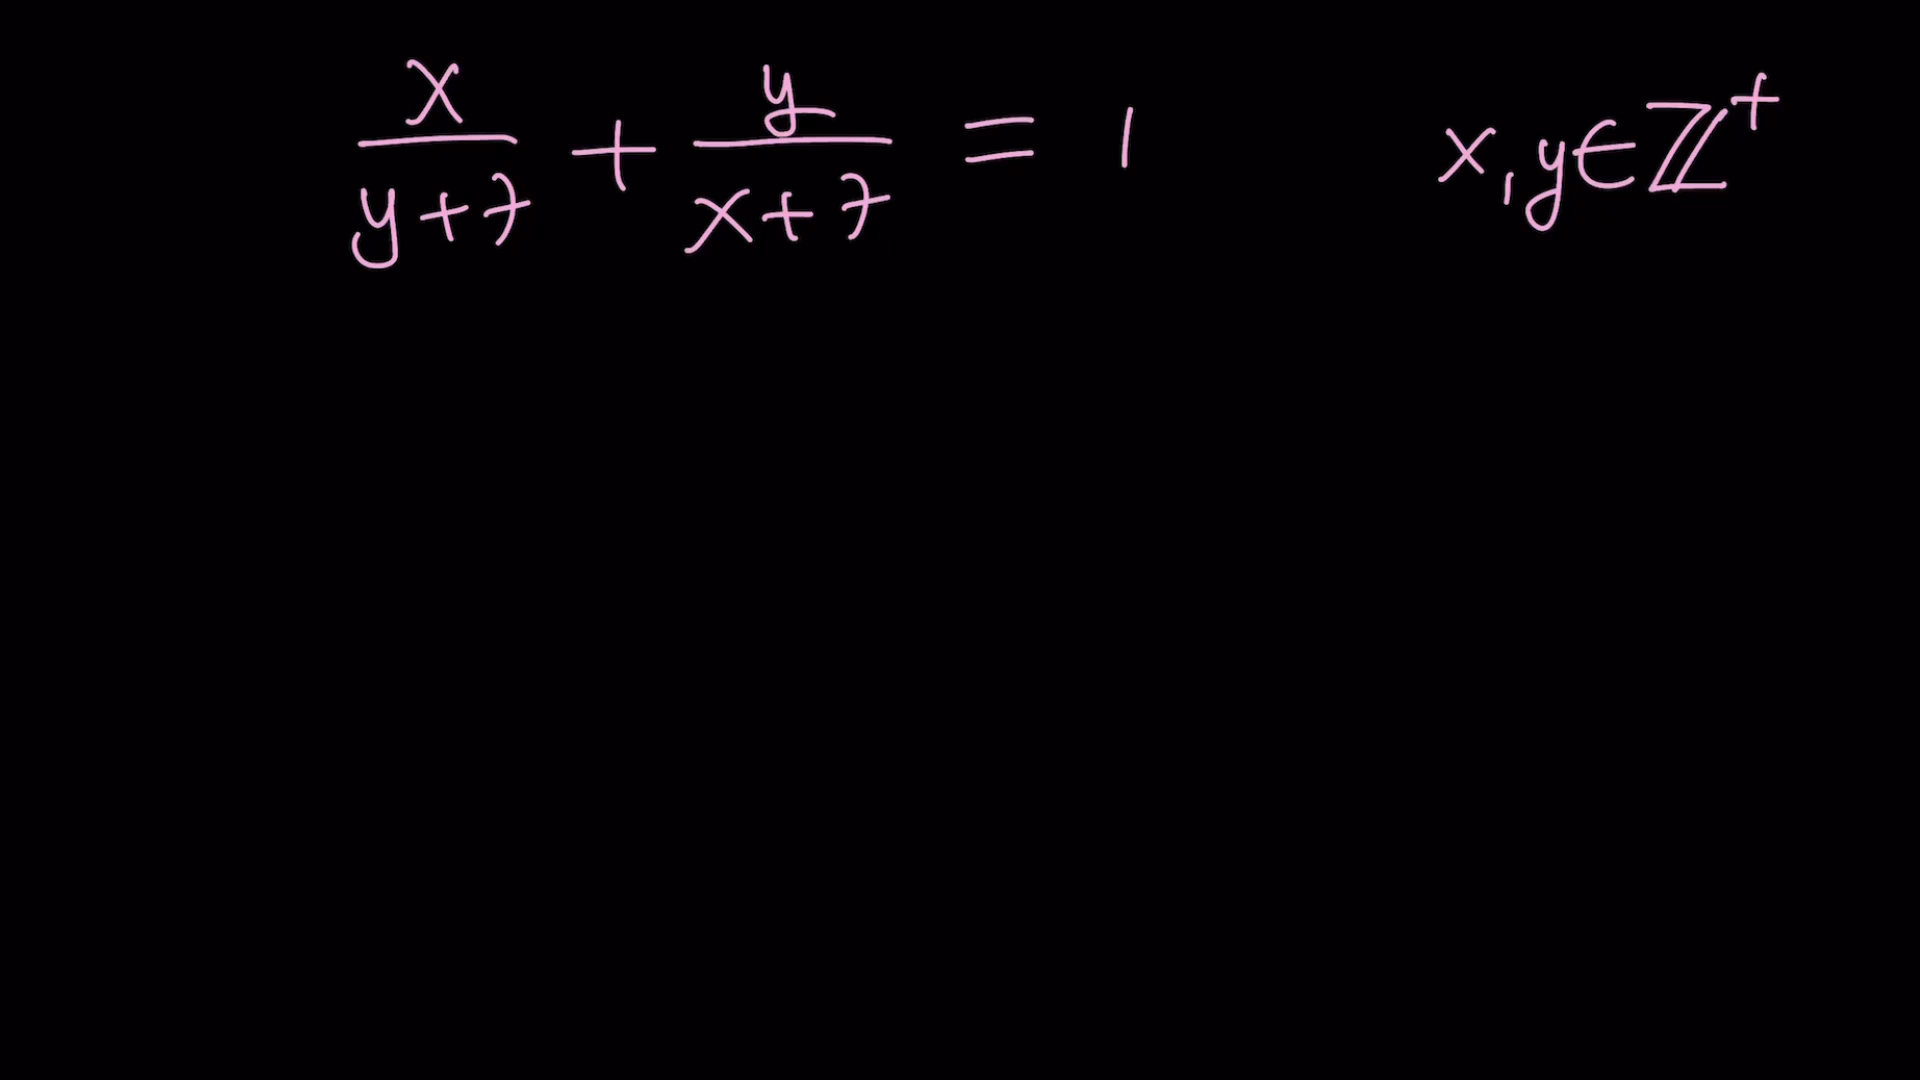 x/(y+7) + y/(x+7) = 1 x, y ∈ ℤ⁺